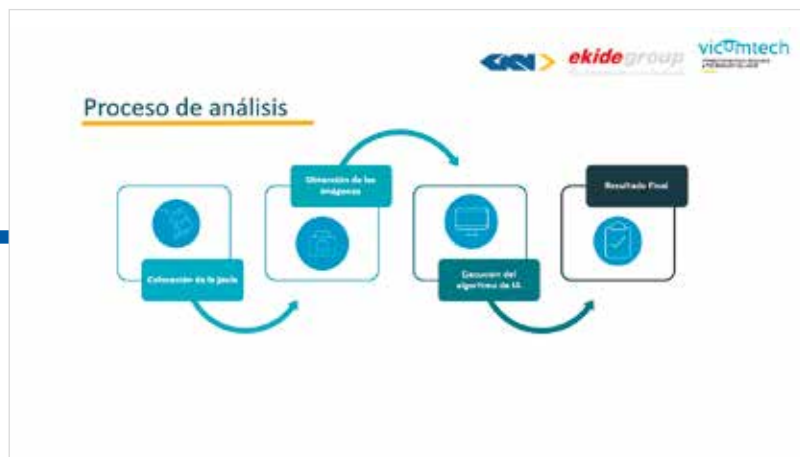 GKN
ekidegroup
vicomtech
Proceso de análisis
Obtención de las
imágenes
Resultado Final
Colocación de la jaula
Ejecución del
algoritmo de IA